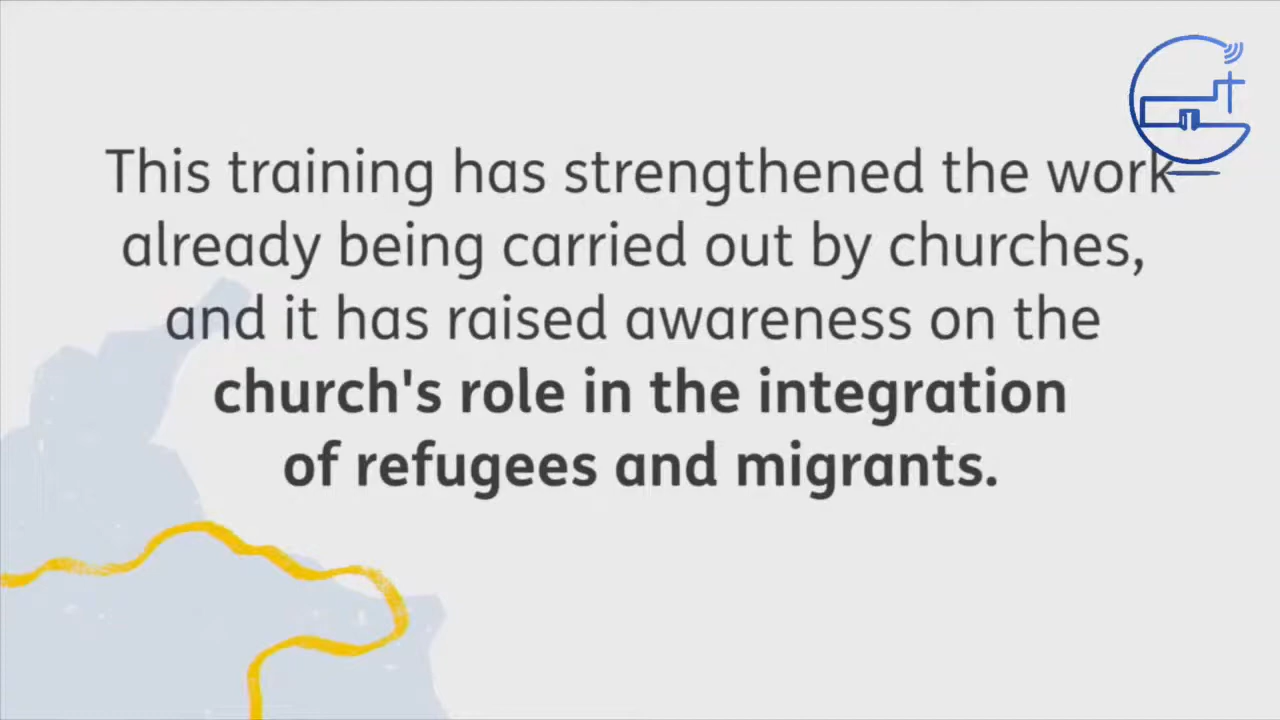 This training has strengthened the work
already being carried out by churches,
and it has raised awareness on the
church's role in the integration
of refugees and migrants.